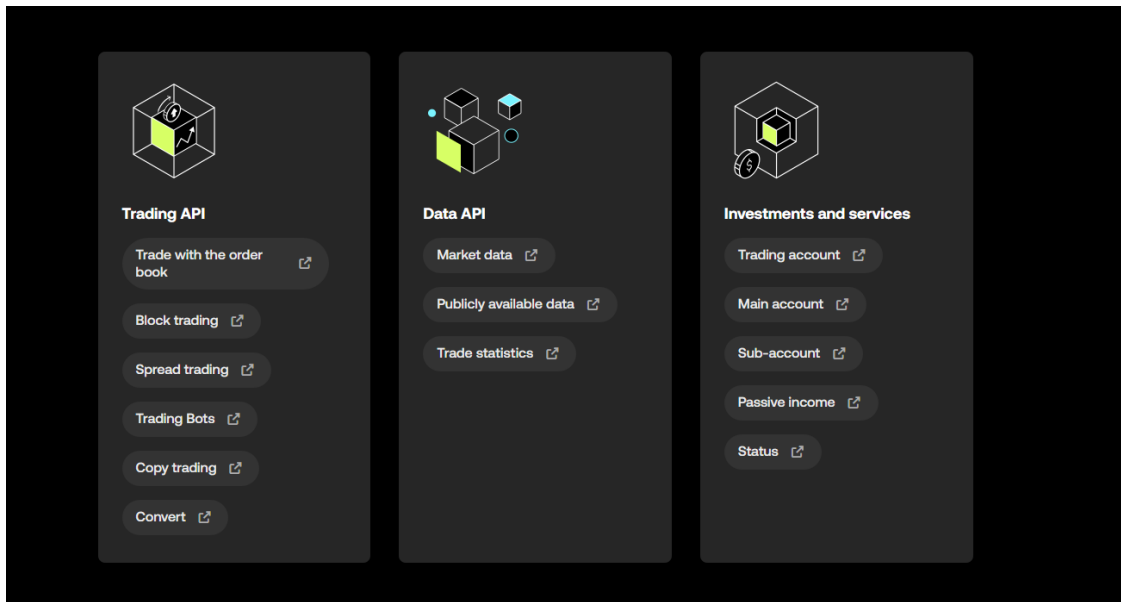 Trading API
Trade with the order
book
Block trading
Spread trading
Trading Bots
Copy trading
Convert
Data API
Market data
Publicly available data
Trade statistics
Investments and services
Trading account
Main account
Sub-account
Passive income
Status